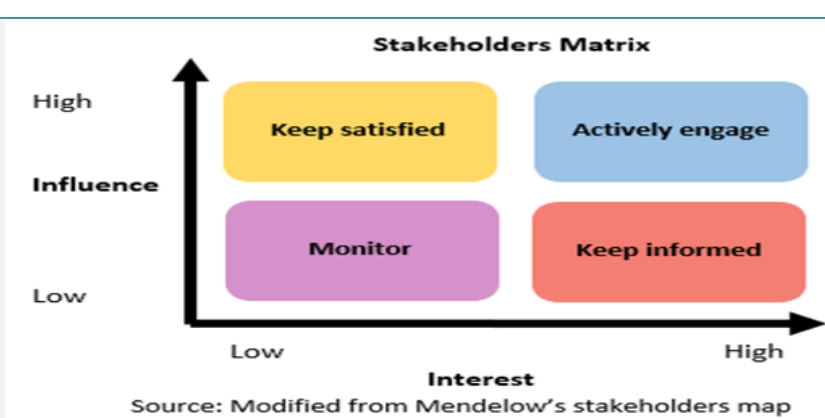 Stakeholders Matrix
High
Keep satisfied
Actively engage
Influence
Monitor
Keep informed
Low
Low
High
Interest
Source: Modified from Mendelow’s stakeholders map